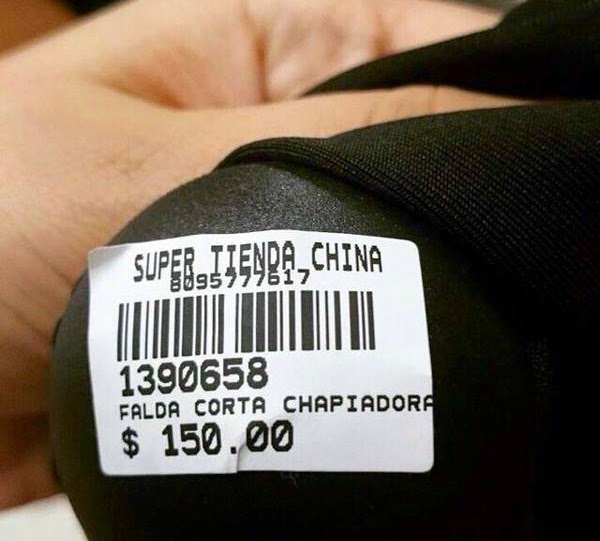 SUPER TIENDA CHINA
8095777617
1390658
FALDA CORTA CHAPIADORA
$ 150.00